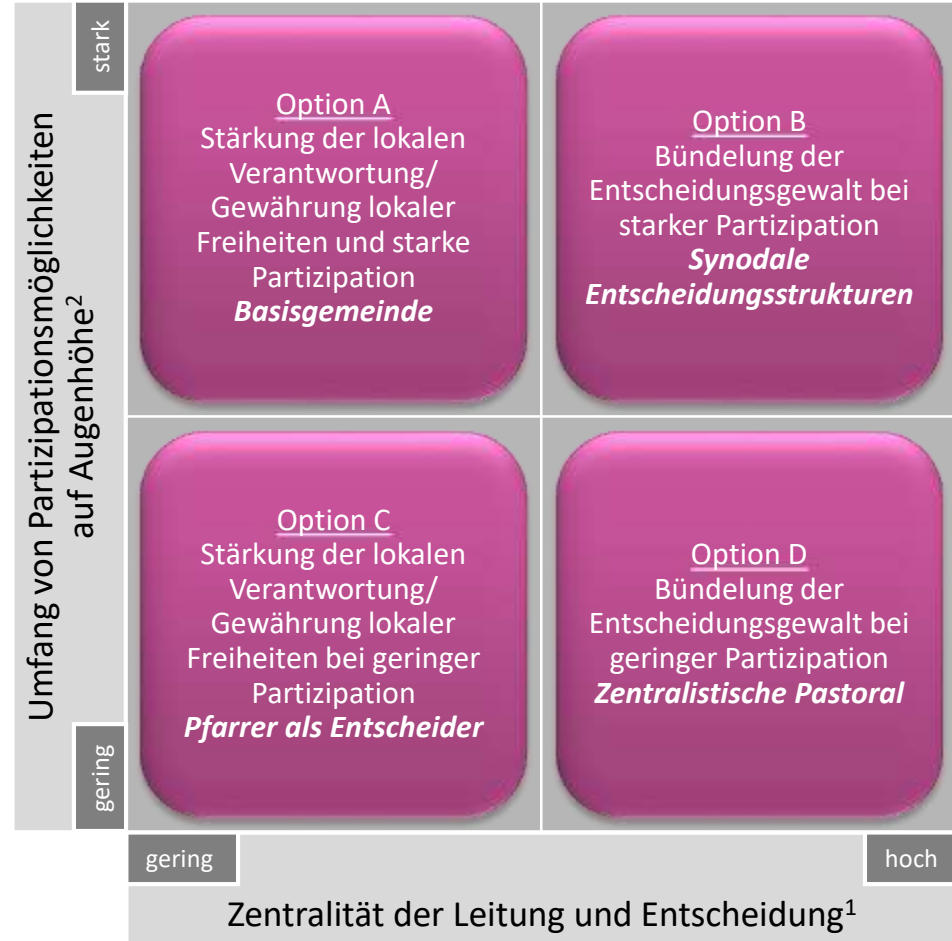 stark
Umfang von Partizipationsmöglichkeiten
auf Augenhöhe²
gering
Option A
Stärkung der lokalen
Verantwortung/
Gewährung lokaler
Freiheiten und starke
Partizipation
Basisgemeinde
Option B
Bündelung der
Entscheidungsgewalt bei
starker Partizipation
Synodale
Entscheidungsstrukturen
Option C
Stärkung der lokalen
Verantwortung/
Gewährung lokaler
Freiheiten bei geringer
Partizipation
Pfarrer als Entscheider
Option D
Bündelung der
Entscheidungsgewalt bei
geringer Partizipation
Zentralistische Pastoral
gering
hoch
Zentralität der Leitung und Entscheidung¹